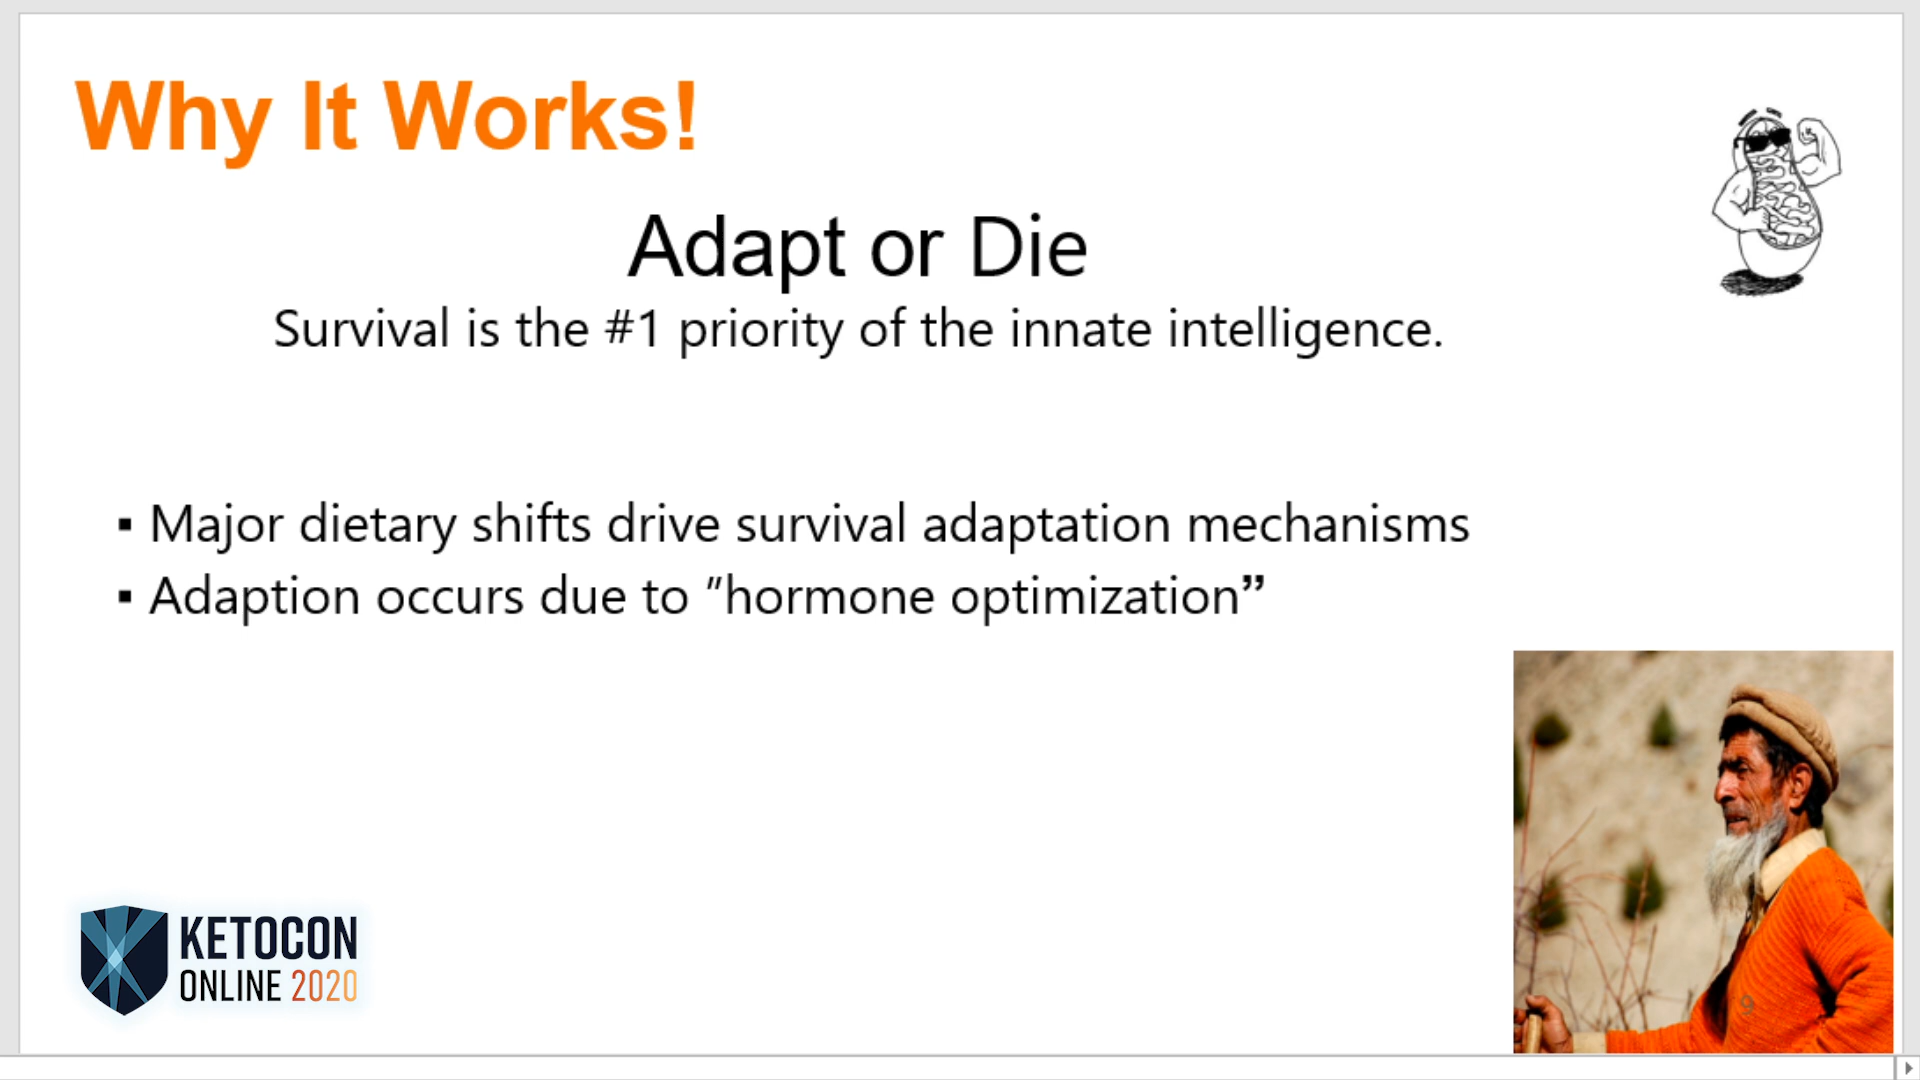 Why It Works!
Adapt or Die
Survival is the #1 priority of the innate intelligence.
▪ Major dietary shifts drive survival adaptation mechanisms
▪ Adaption occurs due to "hormone optimization”
KETOCON
ONLINE 2020
9